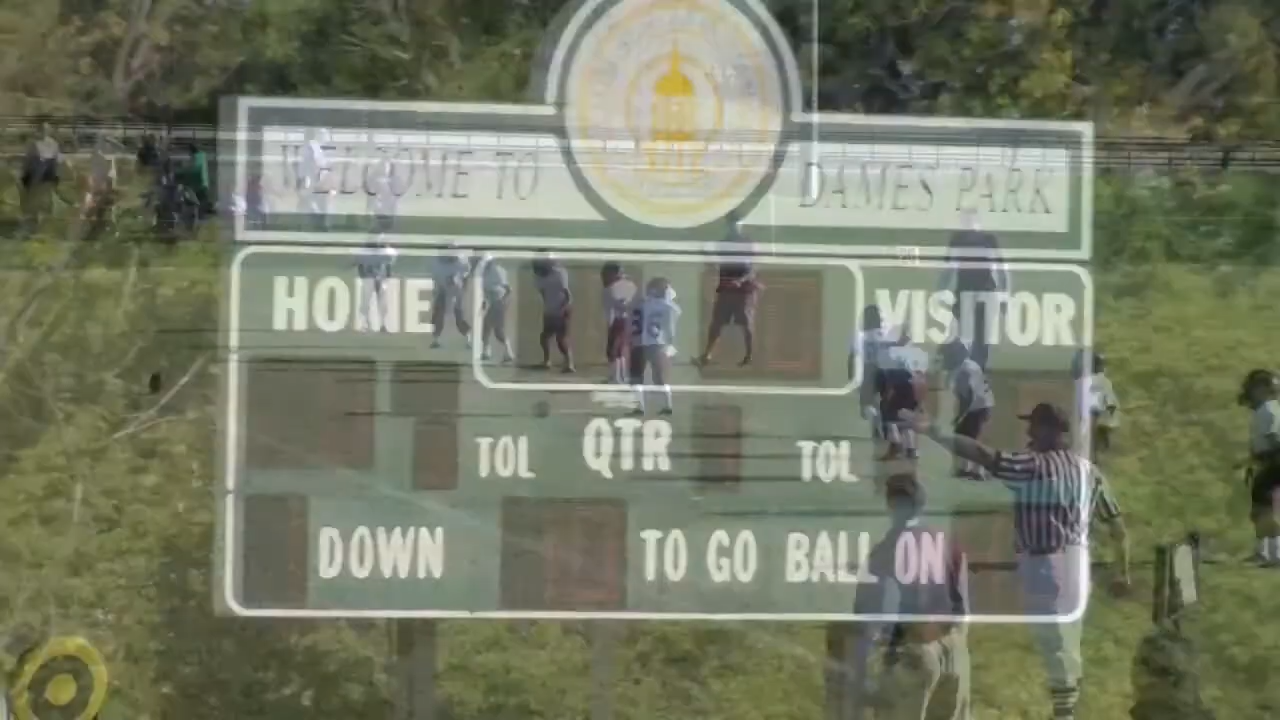 WELCOME TO DAMES PARK
HOME VISITOR
TOL QTR TOL
DOWN TO GO BALL ON